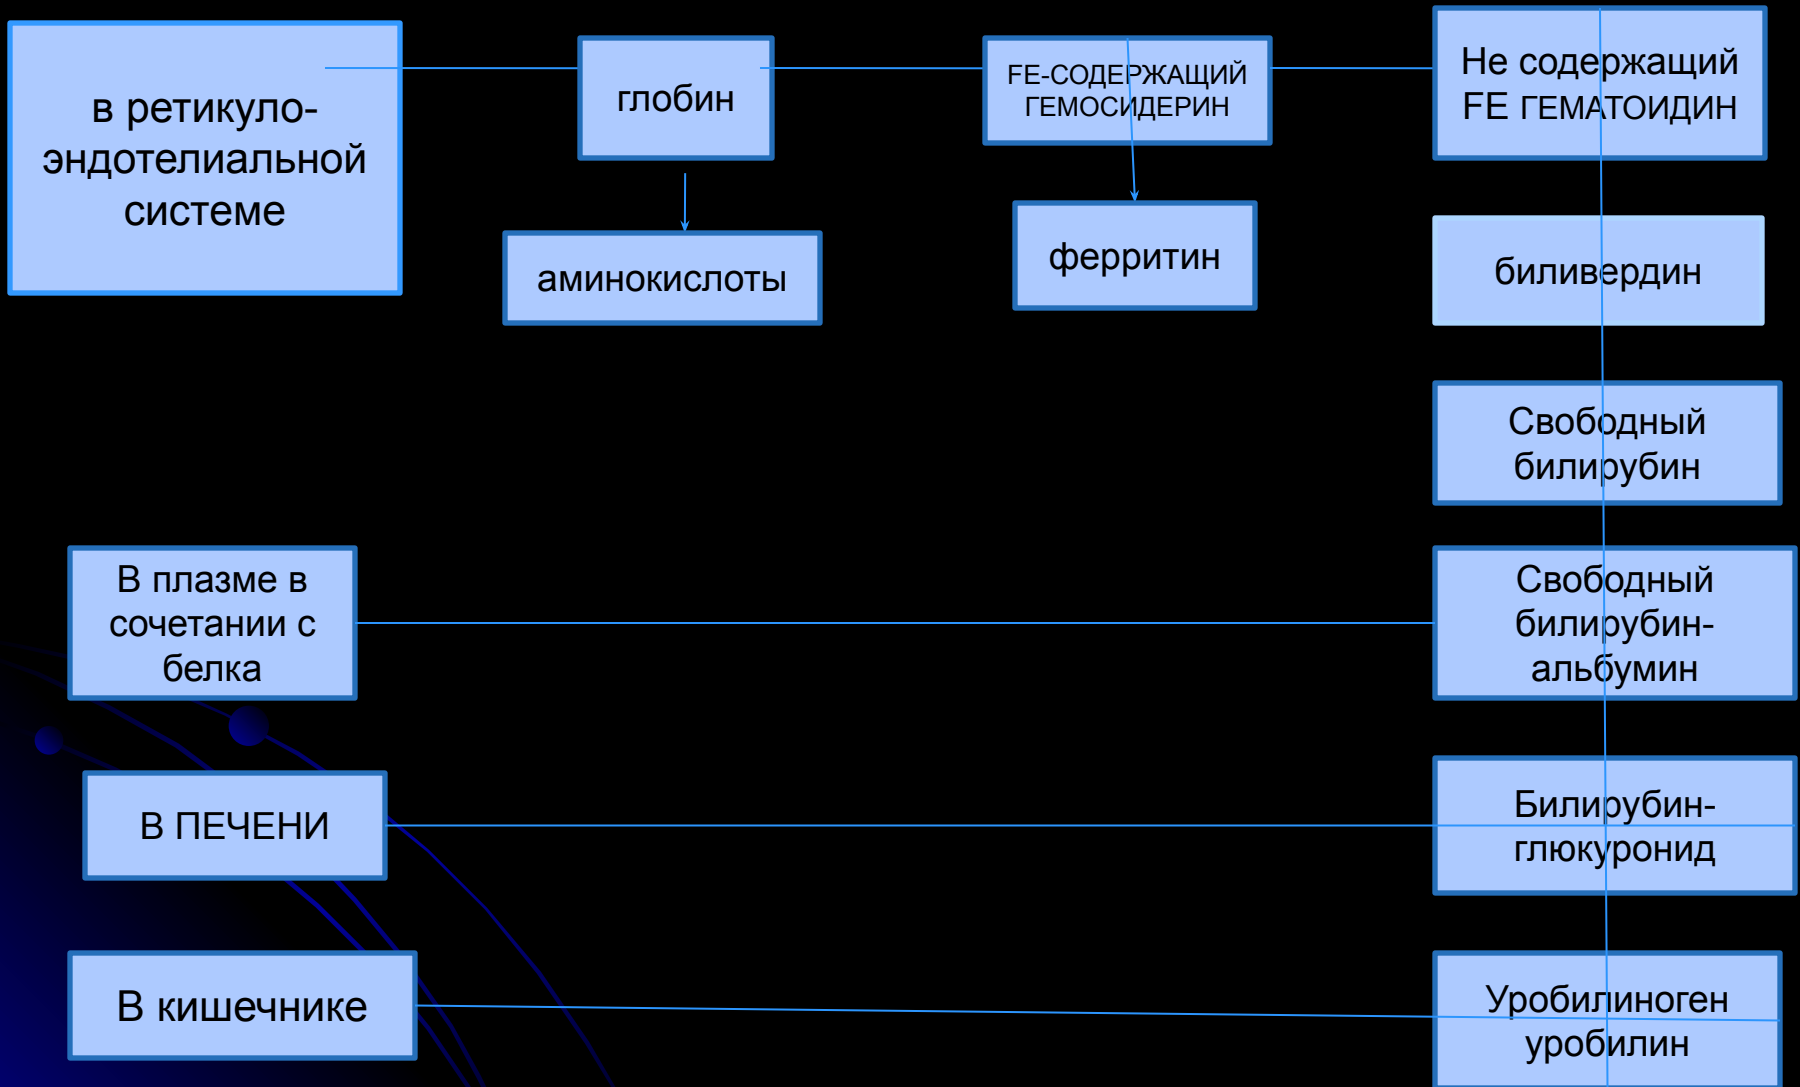 в ретикуло-
эндотелиальной
системе
глобин
FE-СОДЕРЖАЩИЙ
ГЕМОСИДЕРИН
Не содержащий
FE ГЕМАТОИДИН
аминокислоты
ферритин
биливердин
Свободный
билирубин
В плазме в
сочетании с
белка
Свободный
билирубин-
альбумин
В ПЕЧЕНИ
Билирубин-
глюкуронид
В кишечнике
Уробилиноген
уробилин